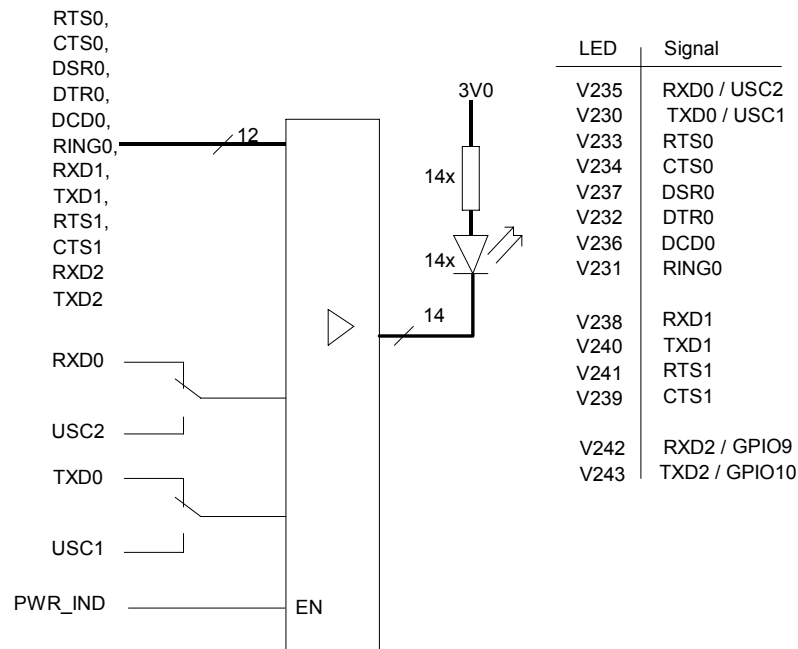 RTS0,
CTS0,
DSR0,
DTR0,
DCD0,
RING0,
RXD1,
TXD1,
RTS1,
CTS1
RXD2
TXD2
12
RXD0
USC2
TXD0
USC1
PWR_IND
EN
3V0
14x
14x
14
LED Signal
V235 RXD0 / USC2
V230 TXD0 / USC1
V233 RTS0
V234 CTS0
V237 DSR0
V232 DTR0
V236 DCD0
V231 RING0
V238 RXD1
V240 TXD1
V241 RTS1
V239 CTS1
V242 RXD2 / GPIO9
V243 TXD2 / GPIO10